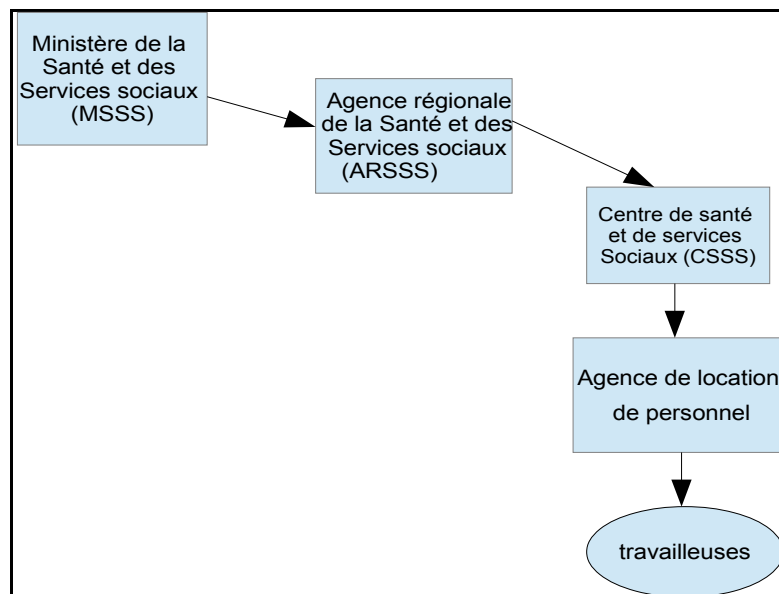 Ministère de la
Santé et des
Services sociaux
(MSSS)
Agence régionale
de la Santé et des
Services sociaux
(ARSSS)
Centre de santé
et de services
Sociaux (CSSS)
Agence de location
de personnel
travailleuses